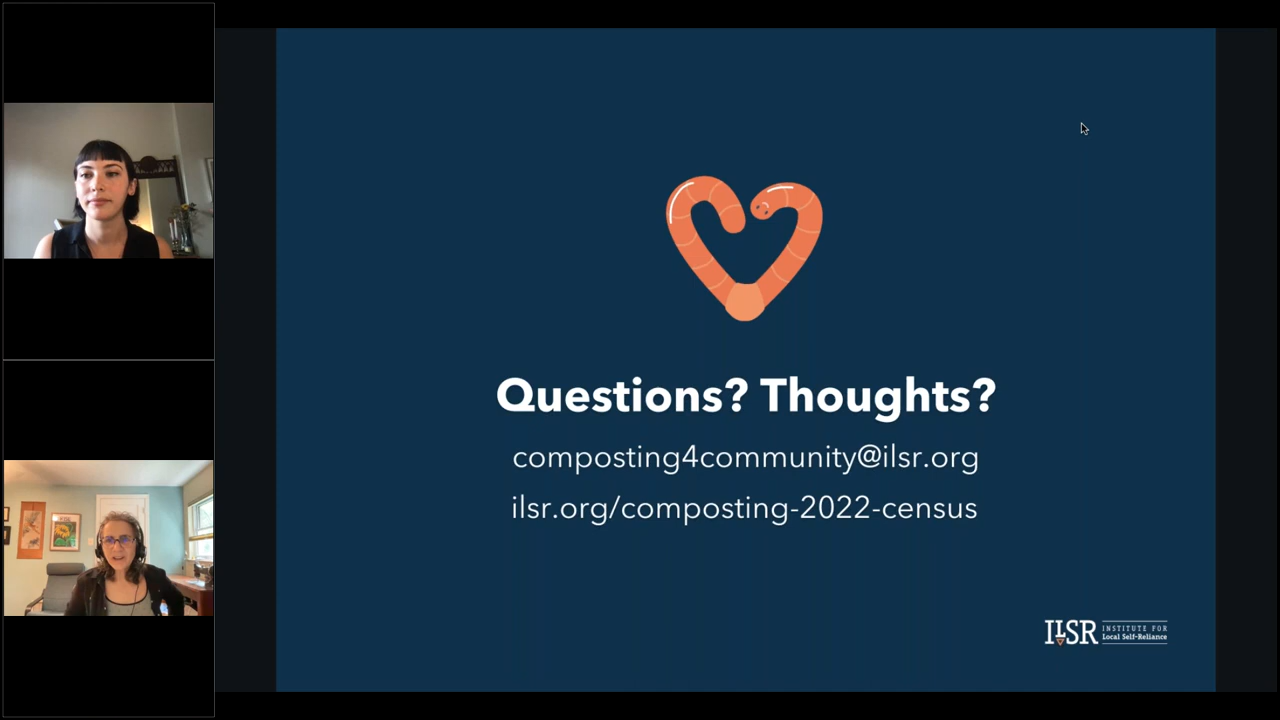 Questions? Thoughts?
composting4community@ilsr.org
ilsr.org/composting-2022-census
ILSR INSTITUTE FOR
Local Self-Reliance